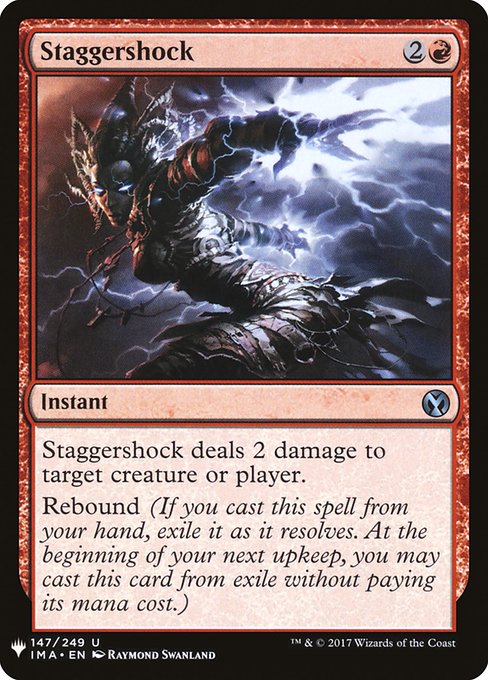 Staggershock 2
Instant
Staggershock deals 2 damage to
target creature or player.
Rebound (If you cast this spell from
your hand, exile it as it resolves. At the
beginning of your next upkeep, you may
cast this card from exile without paying
its mana cost.)
147/249 U
IMA • EN Raymond Swanland
™ & © 2017 Wizards of the Coast